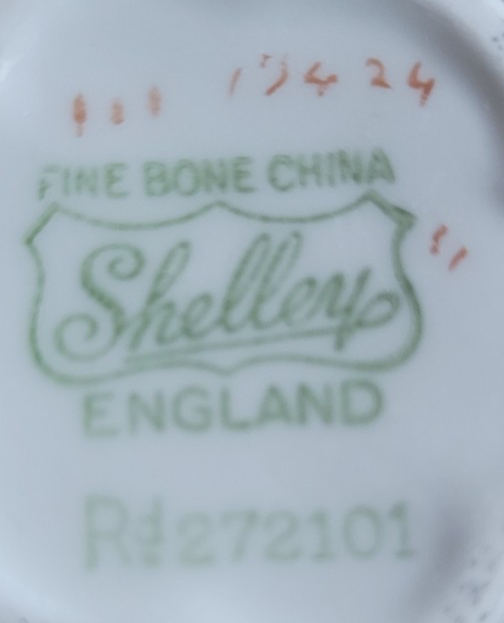 13424
FINE BONE CHINA
Shelley
ENGLAND
Rd 272101